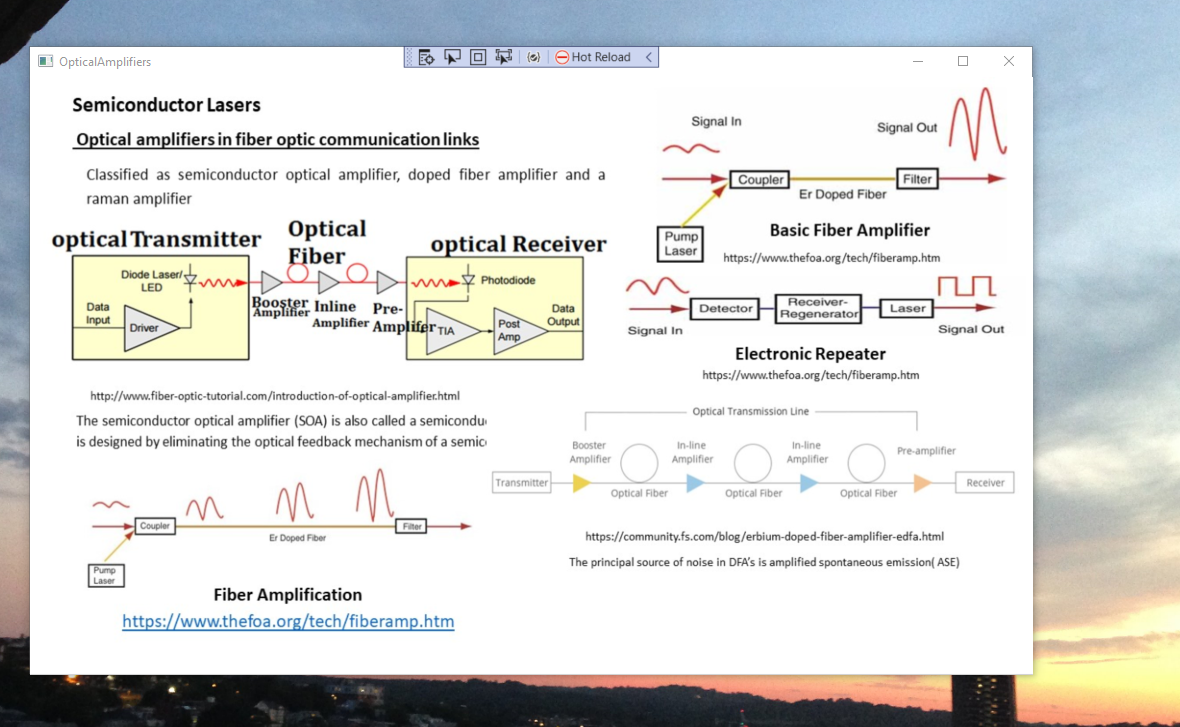 OpticalAmplifiers
Hot Reload
Semiconductor Lasers
Optical amplifiers in fiber optic communication links
Classified as semiconductor optical amplifier, doped fiber amplifier and a
raman amplifier
optical Transmitter
Optical
Fiber
optical Receiver
Diode Laser/
LED
Data
Input
Driver
Booster
Amplifier
Inline
Amplifier
Pre-
Amplifer
Photodiode
TIA
Post
Amp
Data
Output
http://www.fiber-optic-tutorial.com/introduction-of-optical-amplifier.html
The semiconductor optical amplifier (SOA) is also called a semicondu
is designed by eliminating the optical feedback mechanism of a semic
Coupler
Er Doped Fiber
Filter
Pump
Laser
Fiber Amplification
https://www.thefoa.org/tech/fiberamp.htm
Signal In
Signal Out
Coupler
Er Doped Fiber
Filter
Pump
Laser
Basic Fiber Amplifier
https://www.thefoa.org/tech/fiberamp.htm
Detector
Receiver-
Regenerator
Laser
Signal In
Signal Out
Electronic Repeater
https://www.thefoa.org/tech/fiberamp.htm
Optical Transmission Line
Booster
Amplifier
In-line
Amplifier
In-line
Amplifier
Pre-amplifier
Transmitter
Optical Fiber
Optical Fiber
Optical Fiber
Receiver
https://community.fs.com/blog/erbium-doped-fiber-amplifier-edfa.html
The principal source of noise in DFA's is amplified spontaneous emission( ASE)